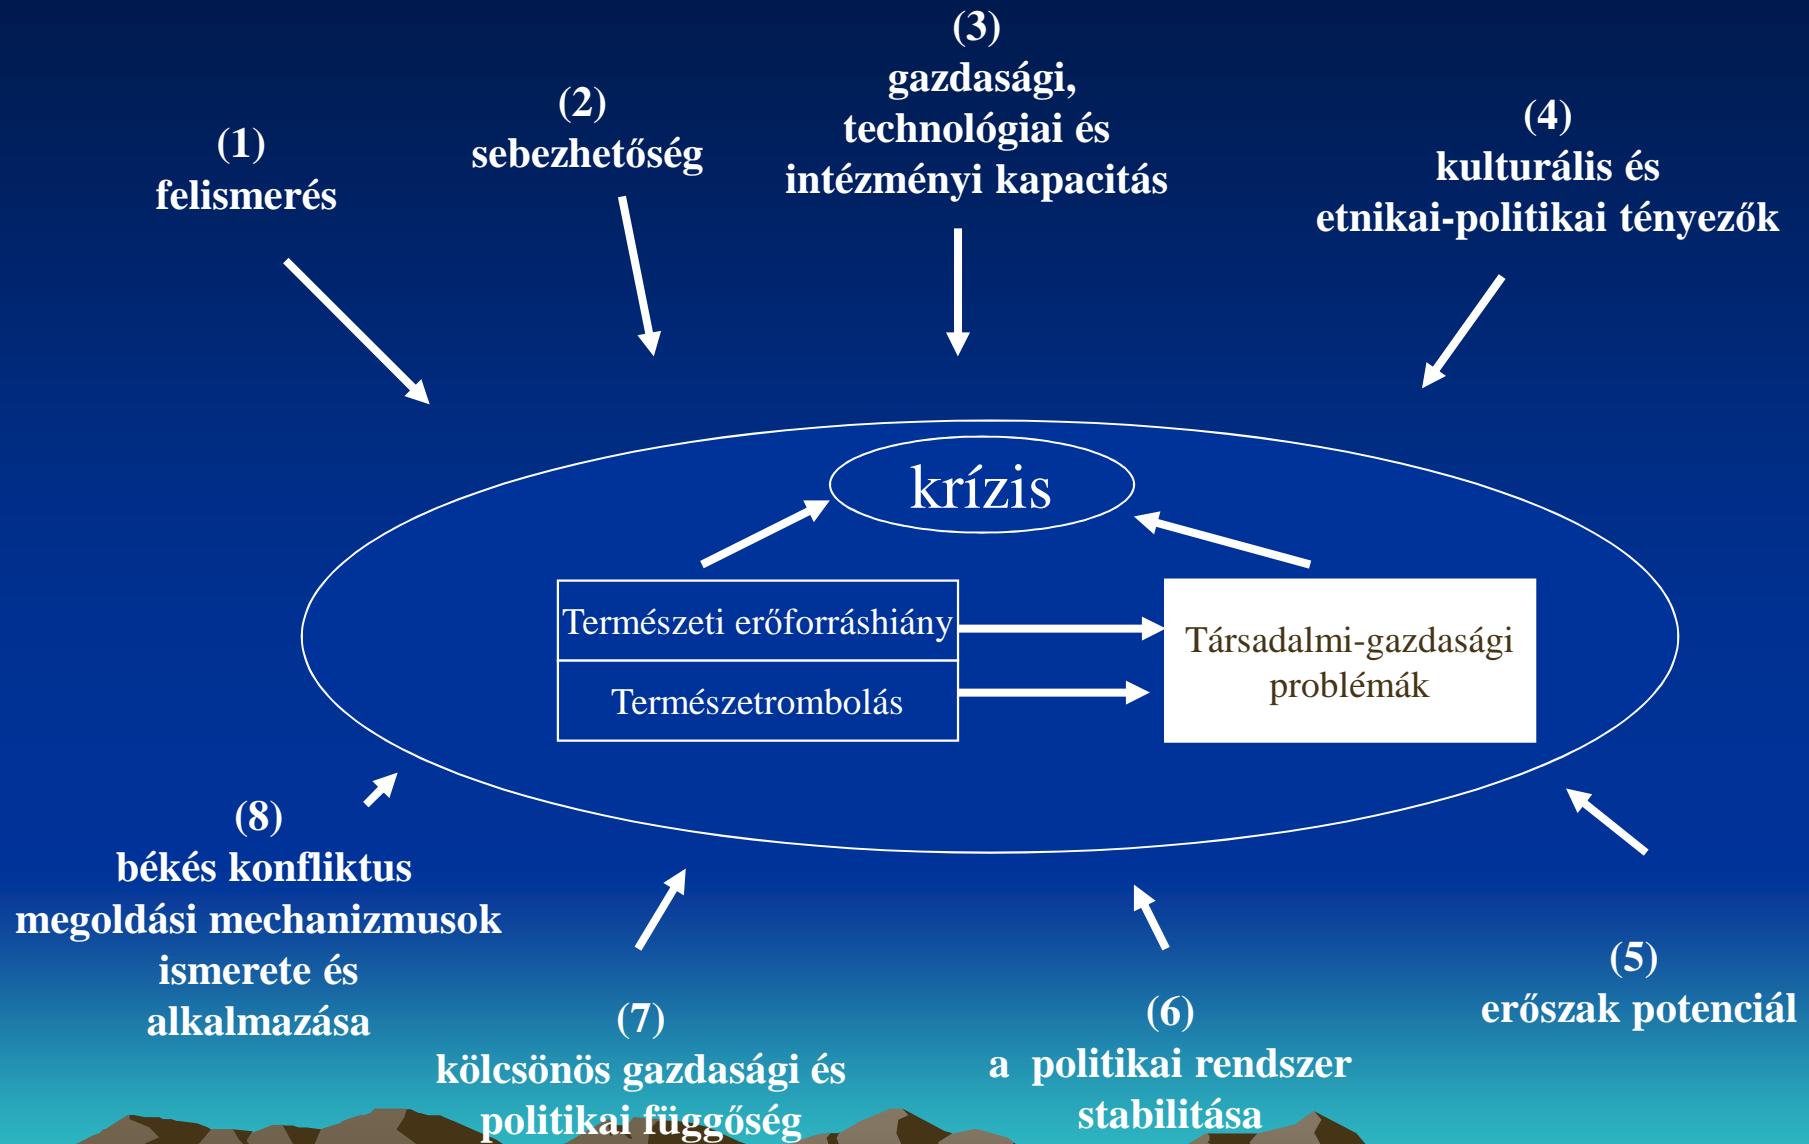 (1)
felismerés
(2)
sebezhetőség
(3)
gazdasági,
technológiai és
intézményi kapacitás
(4)
kulturális és
etnikai-politikai tényezők
krízis
Természeti erőforráshiány
Természetrombolás
Társadalmi-gazdasági
problémák
(8)
békés konfliktus
megoldási mechanizmusok
ismerete és
alkalmazása
(7)
kölcsönös gazdasági és
politikai függőség
(6)
a politikai rendszer
stabilitása
(5)
erőszak potenciál